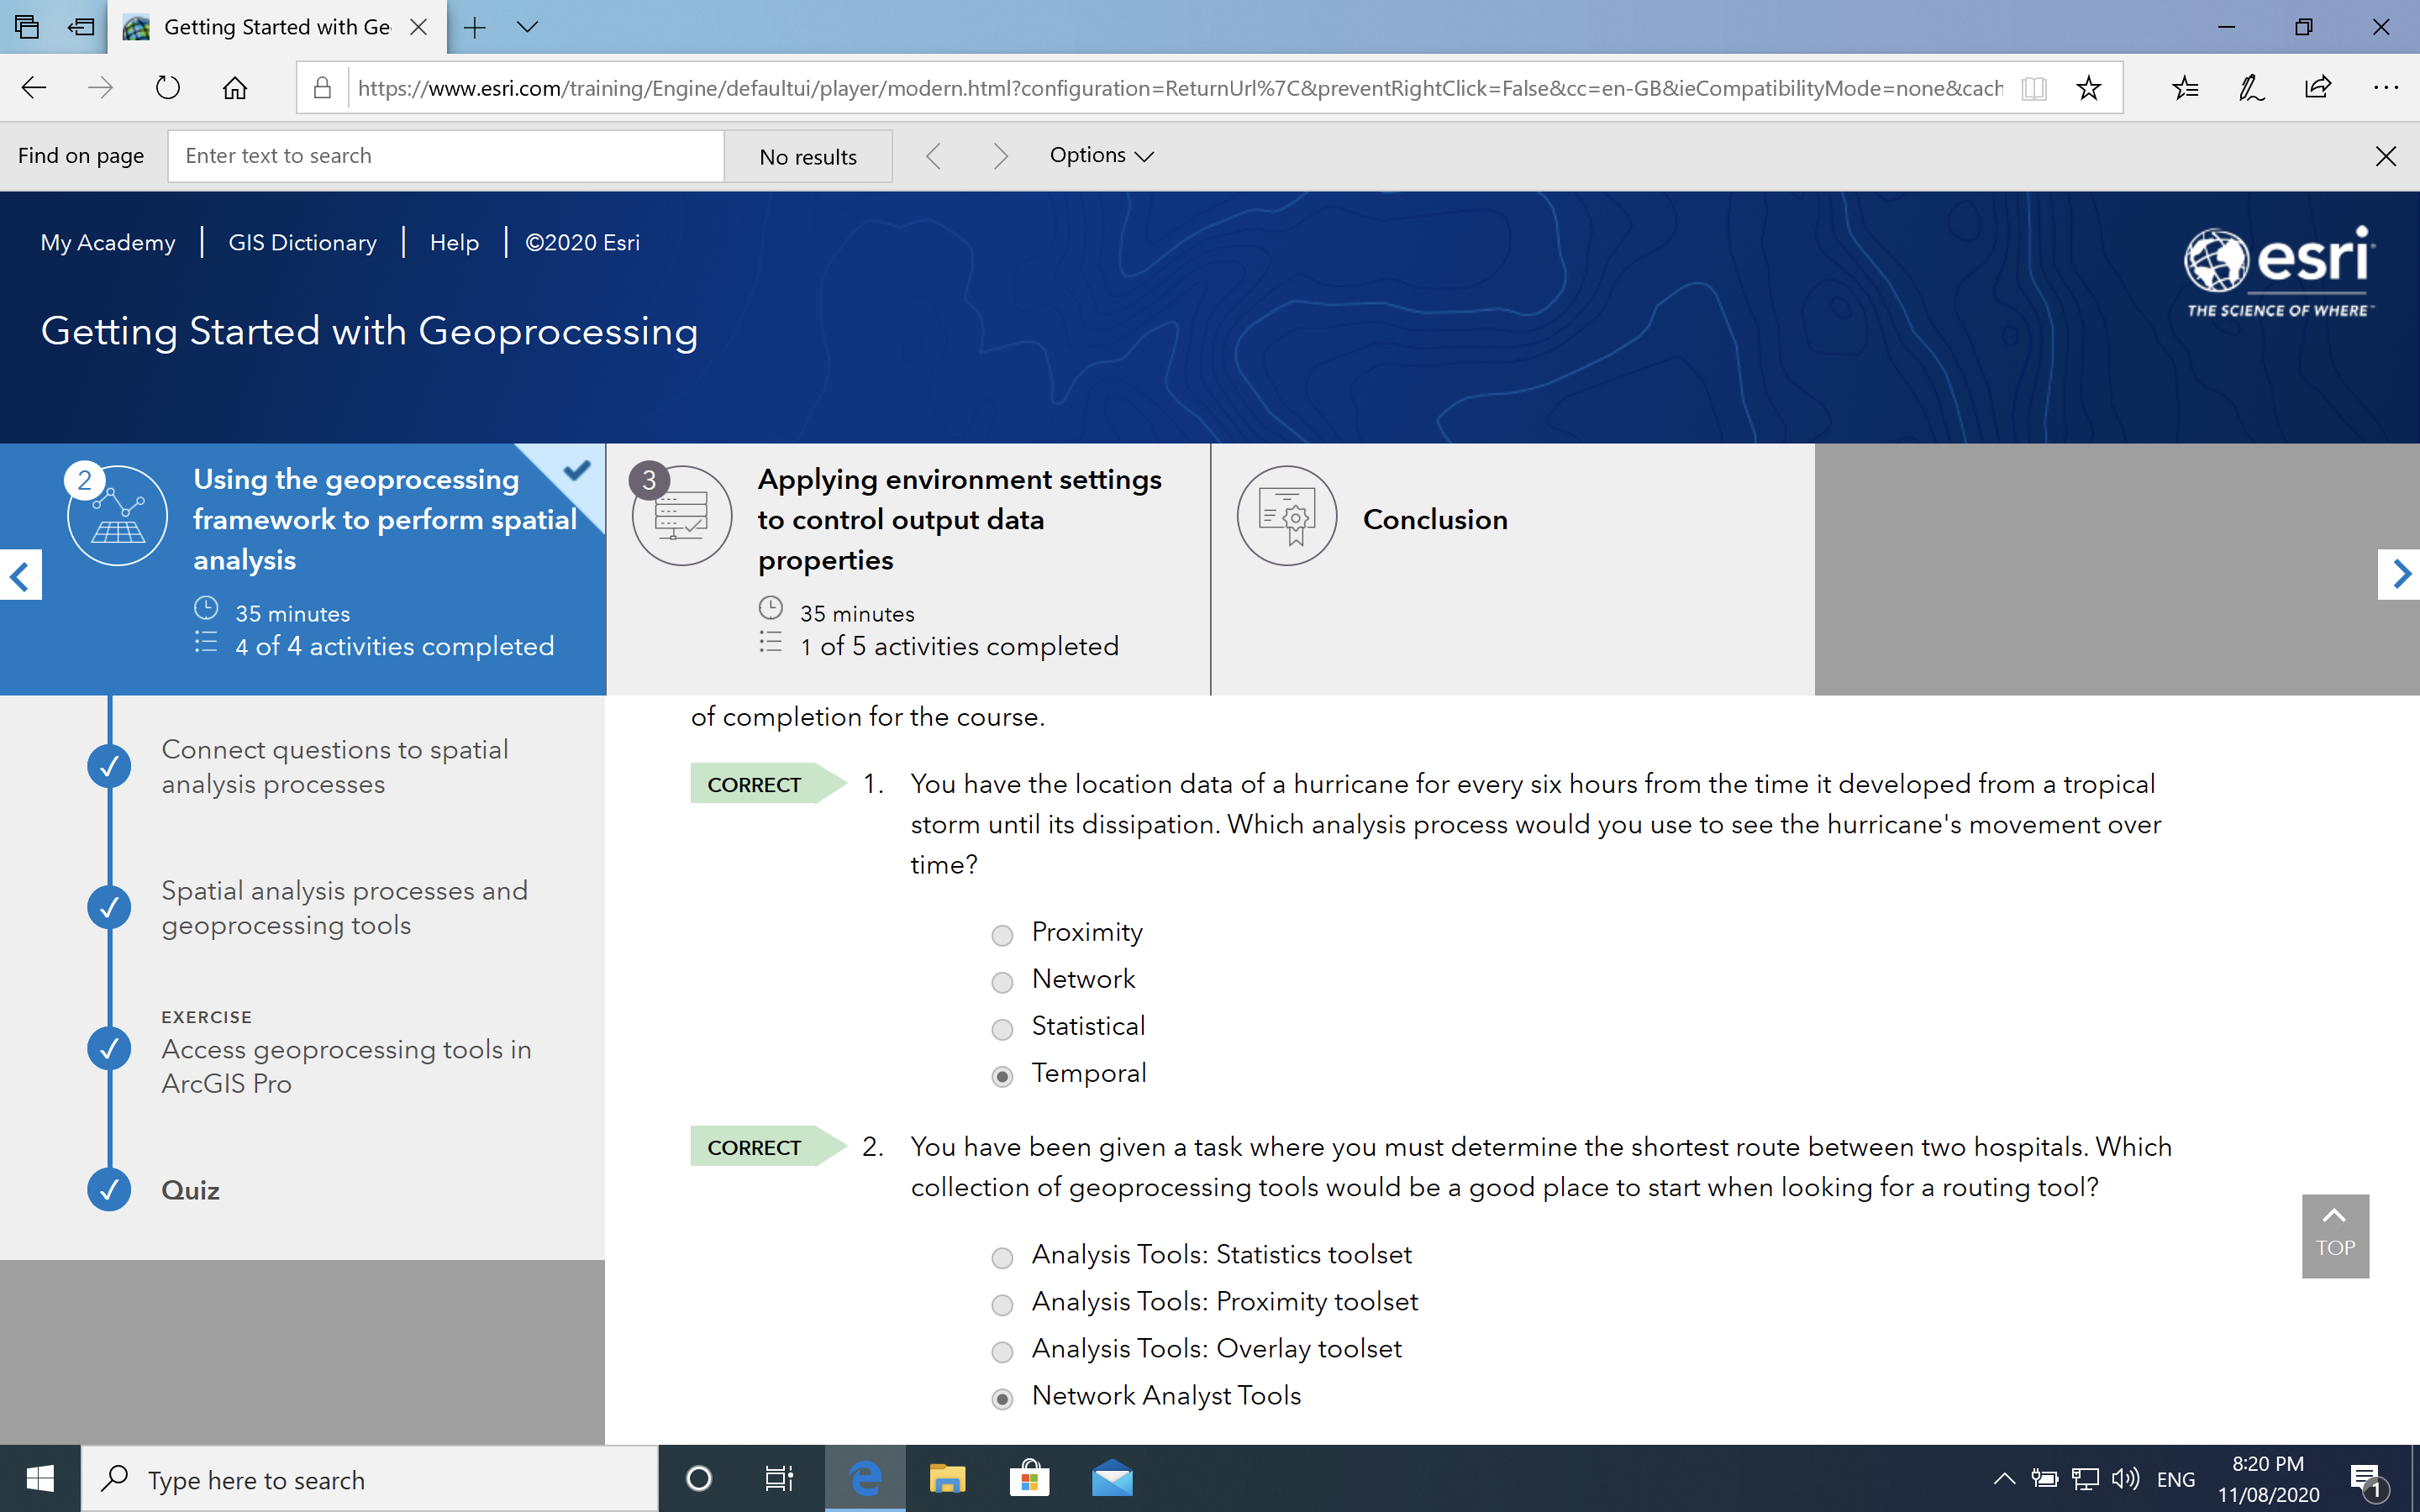 Getting Started with Ge
https://www.esri.com/training/Engine/defaultui/player/modern.html?configuration=ReturnUrl%7C&preventRightClick=False&cc=en-GB&ieCompatibilityMode=none&cach
Find on page
Enter text to search
No results
Options
My Academy
GIS Dictionary
Help
©2020 Esri
esri
THE SCIENCE OF WHERE™
Getting Started with Geoprocessing
2
Using the geoprocessing
framework to perform spatial
analysis
35 minutes
4 of 4 activities completed
3
Applying environment settings
to control output data
properties
35 minutes
1 of 5 activities completed
Conclusion
Connect questions to spatial
analysis processes
Spatial analysis processes and
geoprocessing tools
EXERCISE
Access geoprocessing tools in
ArcGIS Pro
Quiz
of completion for the course.
CORRECT
1. You have the location data of a hurricane for every six hours from the time it developed from a tropical
storm until its dissipation. Which analysis process would you use to see the hurricane's movement over
time?
Proximity
Network
Statistical
Temporal
CORRECT
2. You have been given a task where you must determine the shortest route between two hospitals. Which
collection of geoprocessing tools would be a good place to start when looking for a routing tool?
Analysis Tools: Statistics toolset
Analysis Tools: Proximity toolset
Analysis Tools: Overlay toolset
Network Analyst Tools
TOP
Type here to search
ENG
8:20 PM
11/08/2020
1